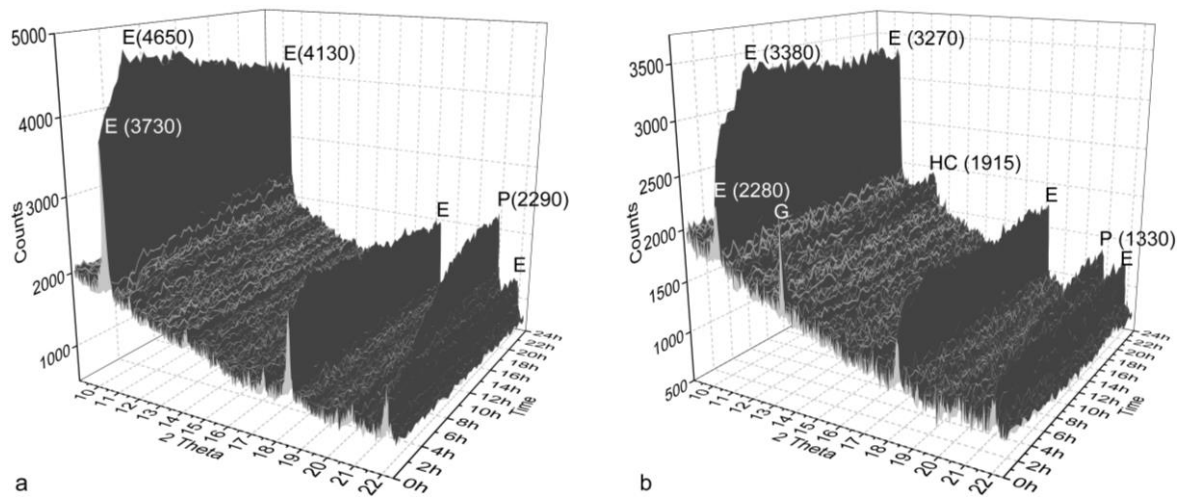 5000
4000
3000
2000
1000
Counts
E(4650)
E (3730)
E(4130)
E
P(2290)
E
10
11
12
13
14
15
16
17
18
19
20
21
22
2 Theta
0h
2h
4h
6h
8h
10h
12h
14h
16h
18h
20h
22h
24h
Time
a
3500
3000
2500
2000
1500
1000
500
Counts
E (3380)
E (3270)
E (2280)
G
HC (1915)
E
P (1330)
E
10
11
12
13
14
15
16
17
18
19
20
21
22
2 Theta
0h
2h
4h
6h
8h
10h
12h
14h
16h
18h
20h
22h
24h
Time
b